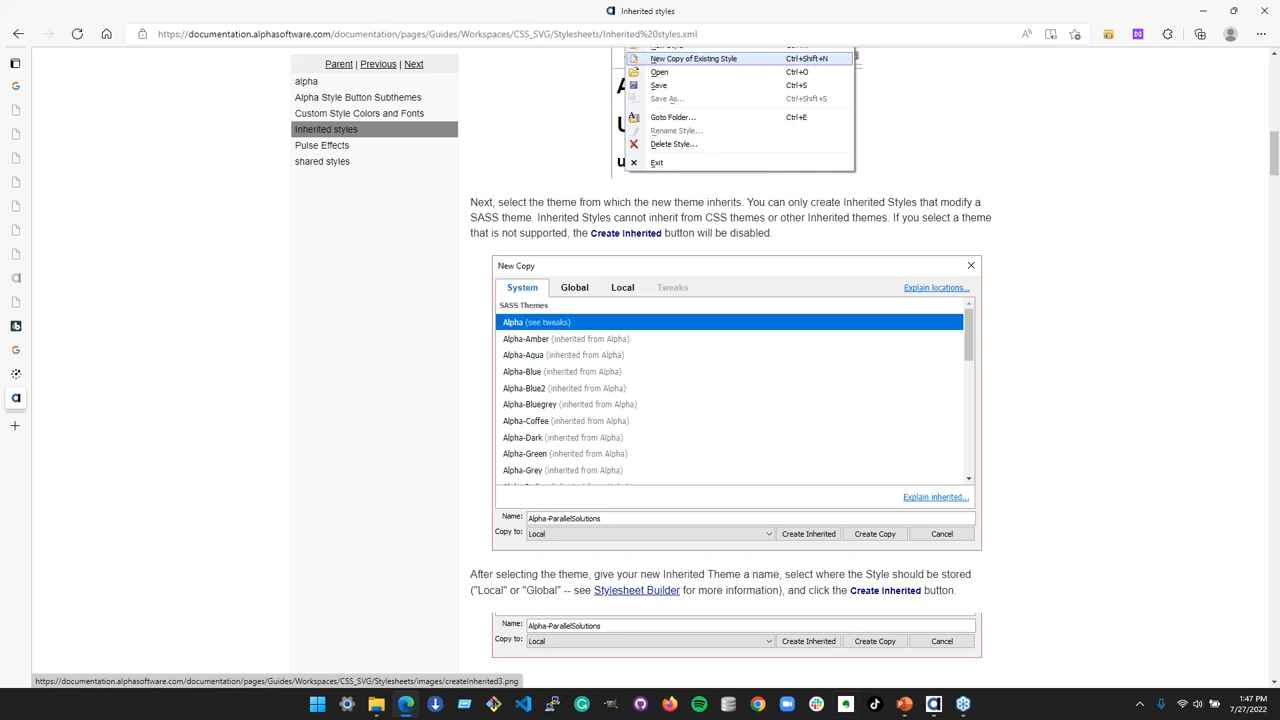 Inherited styles
https://documentation.alphasoftware.com/documentation/pages/Guides/Workspaces/CSS_SVG/Stylesheets/Inherited%20styles.xml
Parent | Previous | Next
alpha
Alpha Style Button Subthemes
Custom Style Colors and Fonts
Inherited styles
Pulse Effects
shared styles
New Copy of Existing Style Ctrl+Shift+N
Open Ctrl+O
Save Ctrl+S
Save As... Ctrl+Shift+S
Goto Folder... Ctrl+E
Rename Style...
Delete Style...
Exit
Next, select the theme from which the new theme inherits. You can only create Inherited Styles that modify a
SASS theme. Inherited Styles cannot inherit from CSS themes or other Inherited themes. If you select a theme
that is not supported, the Create Inherited button will be disabled.
New Copy
System Global Local Tweaks Explain locations...
SASS Themes
Alpha (see tweaks)
Alpha-Amber (inherited from Alpha)
Alpha-Aqua (inherited from Alpha)
Alpha-Blue (inherited from Alpha)
Alpha-Blue2 (inherited from Alpha)
Alpha-Bluegrey (inherited from Alpha)
Alpha-Coffee (inherited from Alpha)
Alpha-Dark (inherited from Alpha)
Alpha-Green (inherited from Alpha)
Alpha-Grey (inherited from Alpha)
Explain inherited...
Name: Alpha-ParallelSolutions
Copy to: Local Create Inherited Create Copy Cancel
After selecting the theme, give your new Inherited Theme a name, select where the Style should be stored
("Local" or "Global" -- see Stylesheet Builder for more information), and click the Create Inherited button.
Name: Alpha-ParallelSolutions
Copy to: Local Create Inherited Create Copy Cancel
https://documentation.alphasoftware.com/documentation/pages/Guides/Workspaces/CSS_SVG/Stylesheets/images/createInherited3.png
1:47 PM
7/27/2022